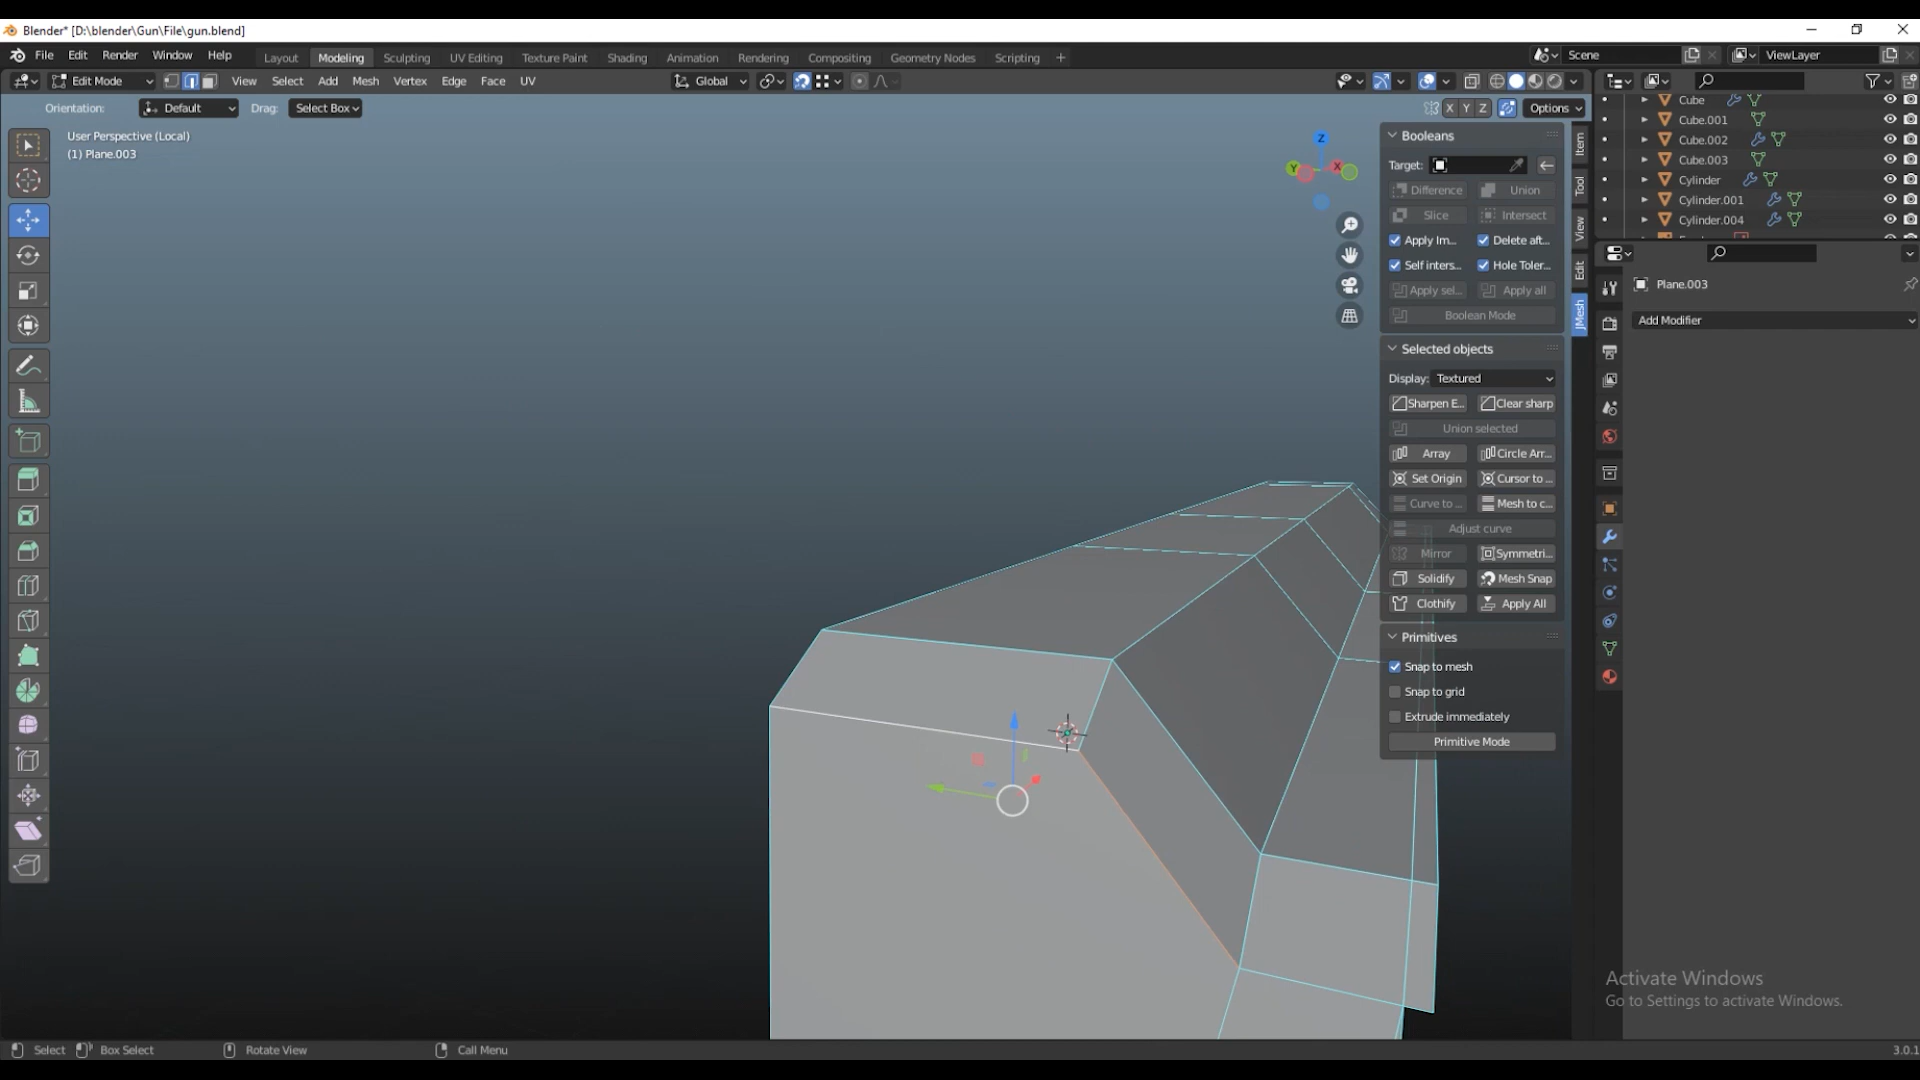 Blender* [D:\blender\Gun\File\gun.blend]
File Edit Render Window Help Layout Modeling Sculpting UV Editing Texture Paint Shading Animation Rendering Compositing Geometry Nodes Scripting + Scene ViewLayer
Edit Mode View Select Add Mesh Vertex Edge Face UV Global
Orientation: Default Drag: Select Box X Y Z Options
User Perspective (Local)
(1) Plane.003
Z
Y
X
Booleans
Target:
Difference Union
Slice Intersect
Apply Im... Delete aft...
Self inters... Hole Toler...
Apply sel... Apply all
Boolean Mode
Selected objects
Display: Textured
Sharpen E... Clear sharp
Union selected
Array Circle Arr...
Set Origin Cursor to ...
Curve to ... Mesh to c...
Adjust curve
Mirror Symmetri...
Solidify Mesh Snap
Clothify Apply All
Primitives
Snap to mesh
Snap to grid
Extrude immediately
Primitive Mode
Item
Tool
View
Edit
JMesh
Cube
Cube.001
Cube.002
Cube.003
Cylinder
Cylinder.001
Cylinder.004
Plane.003
Add Modifier
Activate Windows
Go to Settings to activate Windows.
Select Box Select Rotate View Call Menu 3.0.1